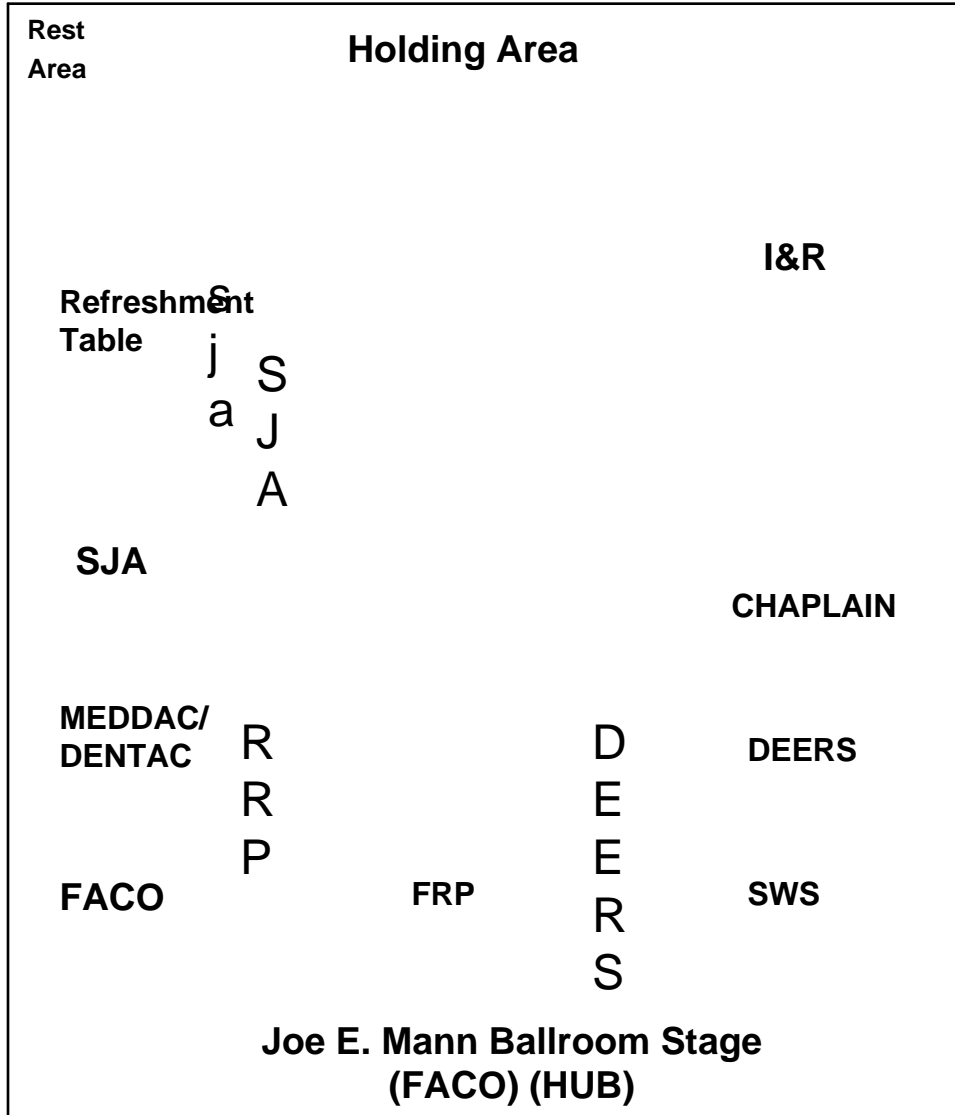 Rest
Area
Holding Area
I&R
Refreshment
Table
s
j
a
S
J
A
SJA
CHAPLAIN
MEDDAC/
DENTAC
R
R
P
D
E
E
R
S
DEERS
FACO
FRP
SWS
Joe E. Mann Ballroom Stage
(FACO) (HUB)